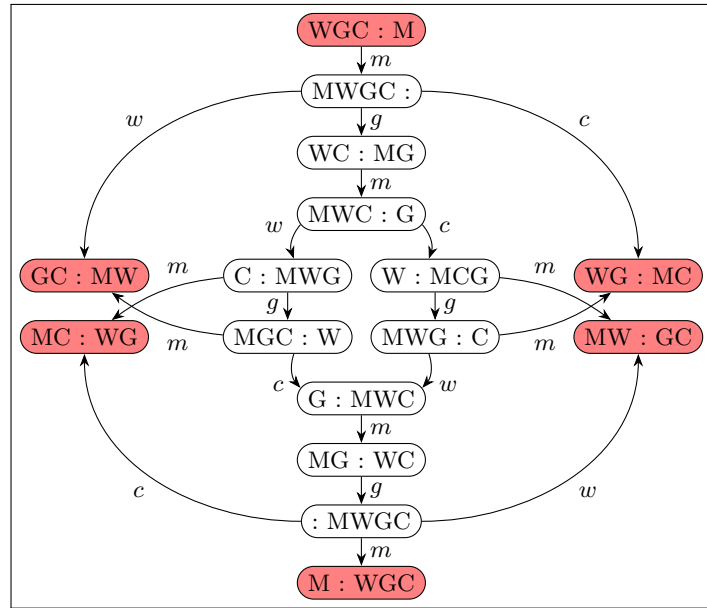 WGC : M
m
MWGC :
w
g
c
WC : MG
m
MWC : G
w
c
GC : MW
m
C : MWG
W : MCG
m
WG : MC
g
g
MC : WG
m
MGC : W
MWG : C
m
MW : GC
c
w
G : MWC
m
MG : WC
c
g
w
: MWGC
m
M : WGC